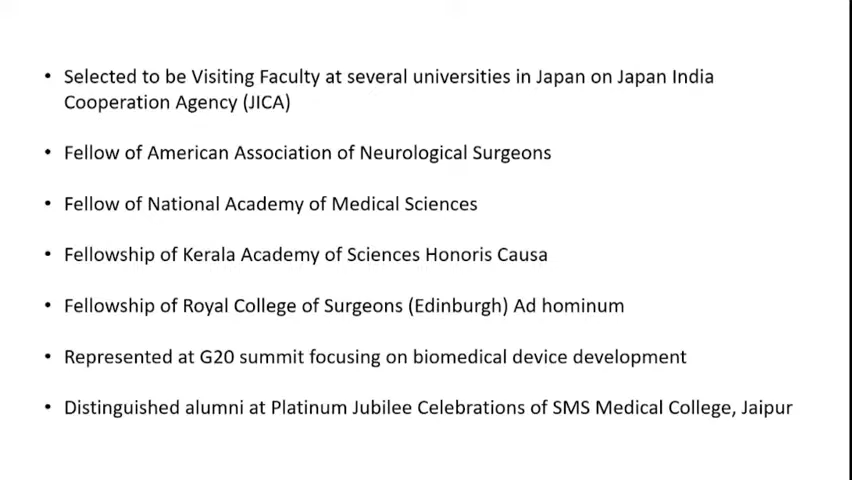 • Selected to be Visiting Faculty at several universities in Japan on Japan India
Cooperation Agency (JICA)
• Fellow of American Association of Neurological Surgeons
• Fellow of National Academy of Medical Sciences
• Fellowship of Kerala Academy of Sciences Honoris Causa
• Fellowship of Royal College of Surgeons (Edinburgh) Ad hominum
• Represented at G20 summit focusing on biomedical device development
• Distinguished alumni at Platinum Jubilee Celebrations of SMS Medical College, Jaipur